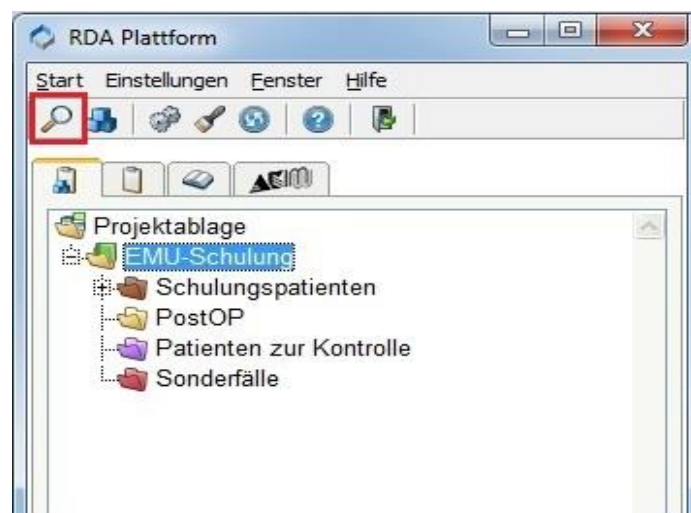 RDA Plattform
Start Einstellungen Fenster Hilfe
Projektablage
EMU-Schulung
Schulungspatienten
PostOP
Patienten zur Kontrolle
Sonderfälle